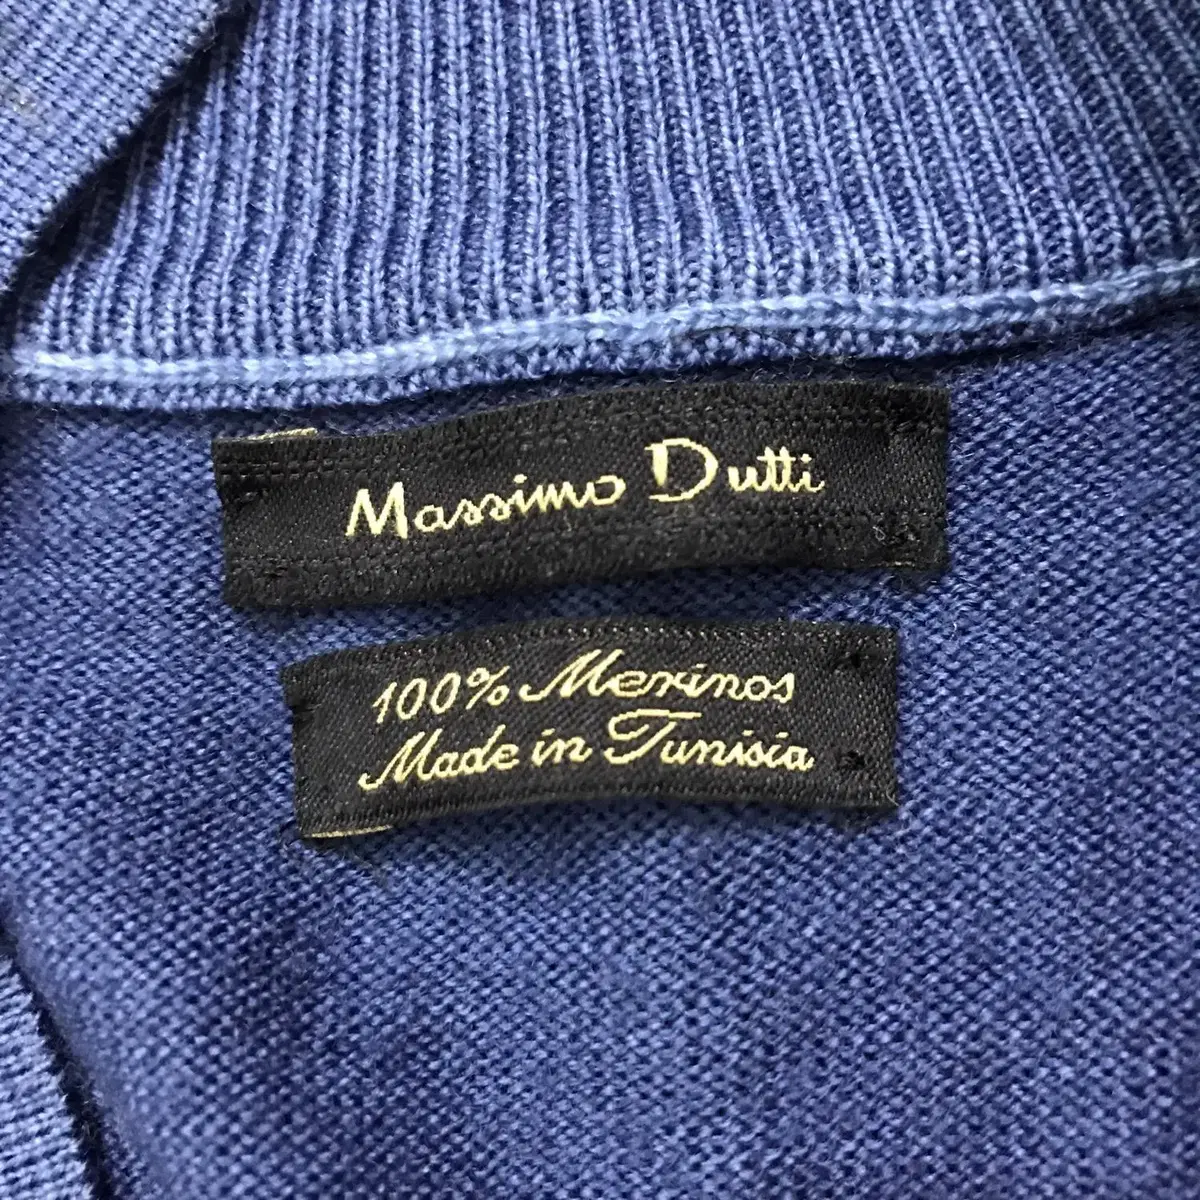 Massimo Dutti
100% Merinos
Made in Tunisia